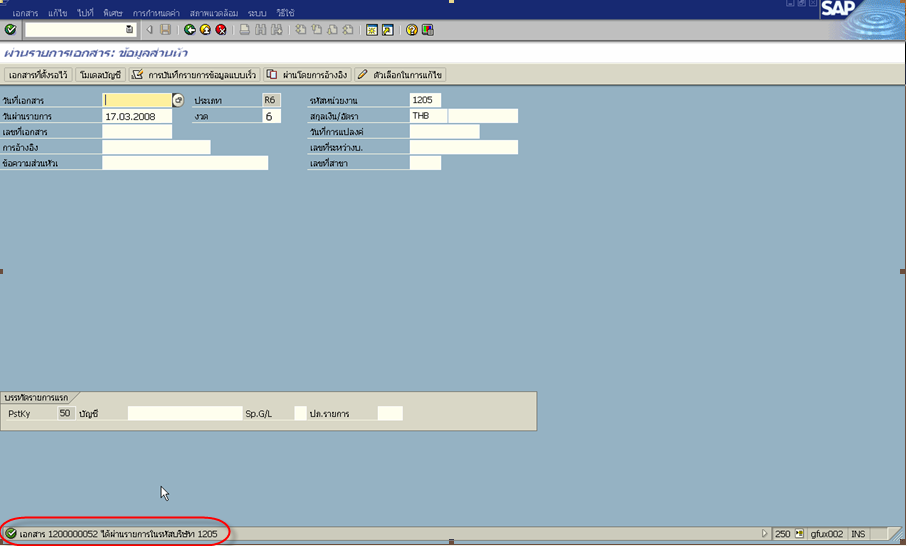 เอกสาร แก้ไข ไปที่ พิเศษ การกำหนดค่า สภาพแวดล้อม ระบบ วิธีใช้
SAP
ผ่านรายการเอกสาร: ข้อมูลส่วนหัว
เอกสารที่ตั้งรอไว้ โมเดลบัญชี การบันทึกรายการข้อมูลแบบเร็ว ผ่านโดยการอ้างอิง ตัวเลือกในการแก้ไข
วันที่เอกสาร ประเภท R6 รหัสหน่วยงาน 1205
วันผ่านรายการ 17.03.2008 งวด 6 สกุลเงิน/อัตรา THB
เลขที่เอกสาร วันที่การแปลงค่
การอ้างอิง เลขที่ระหว่างบ.
ข้อความส่วนหัวเ เลขที่สาขา
บรรทัดรายการแรก
PstKy 50 บัญชี Sp.G/L ปภ.รายการ
เอกสาร 1200000052 ได้ผ่านรายการในรหัสบริษัท 1205 250 gfux002 INS